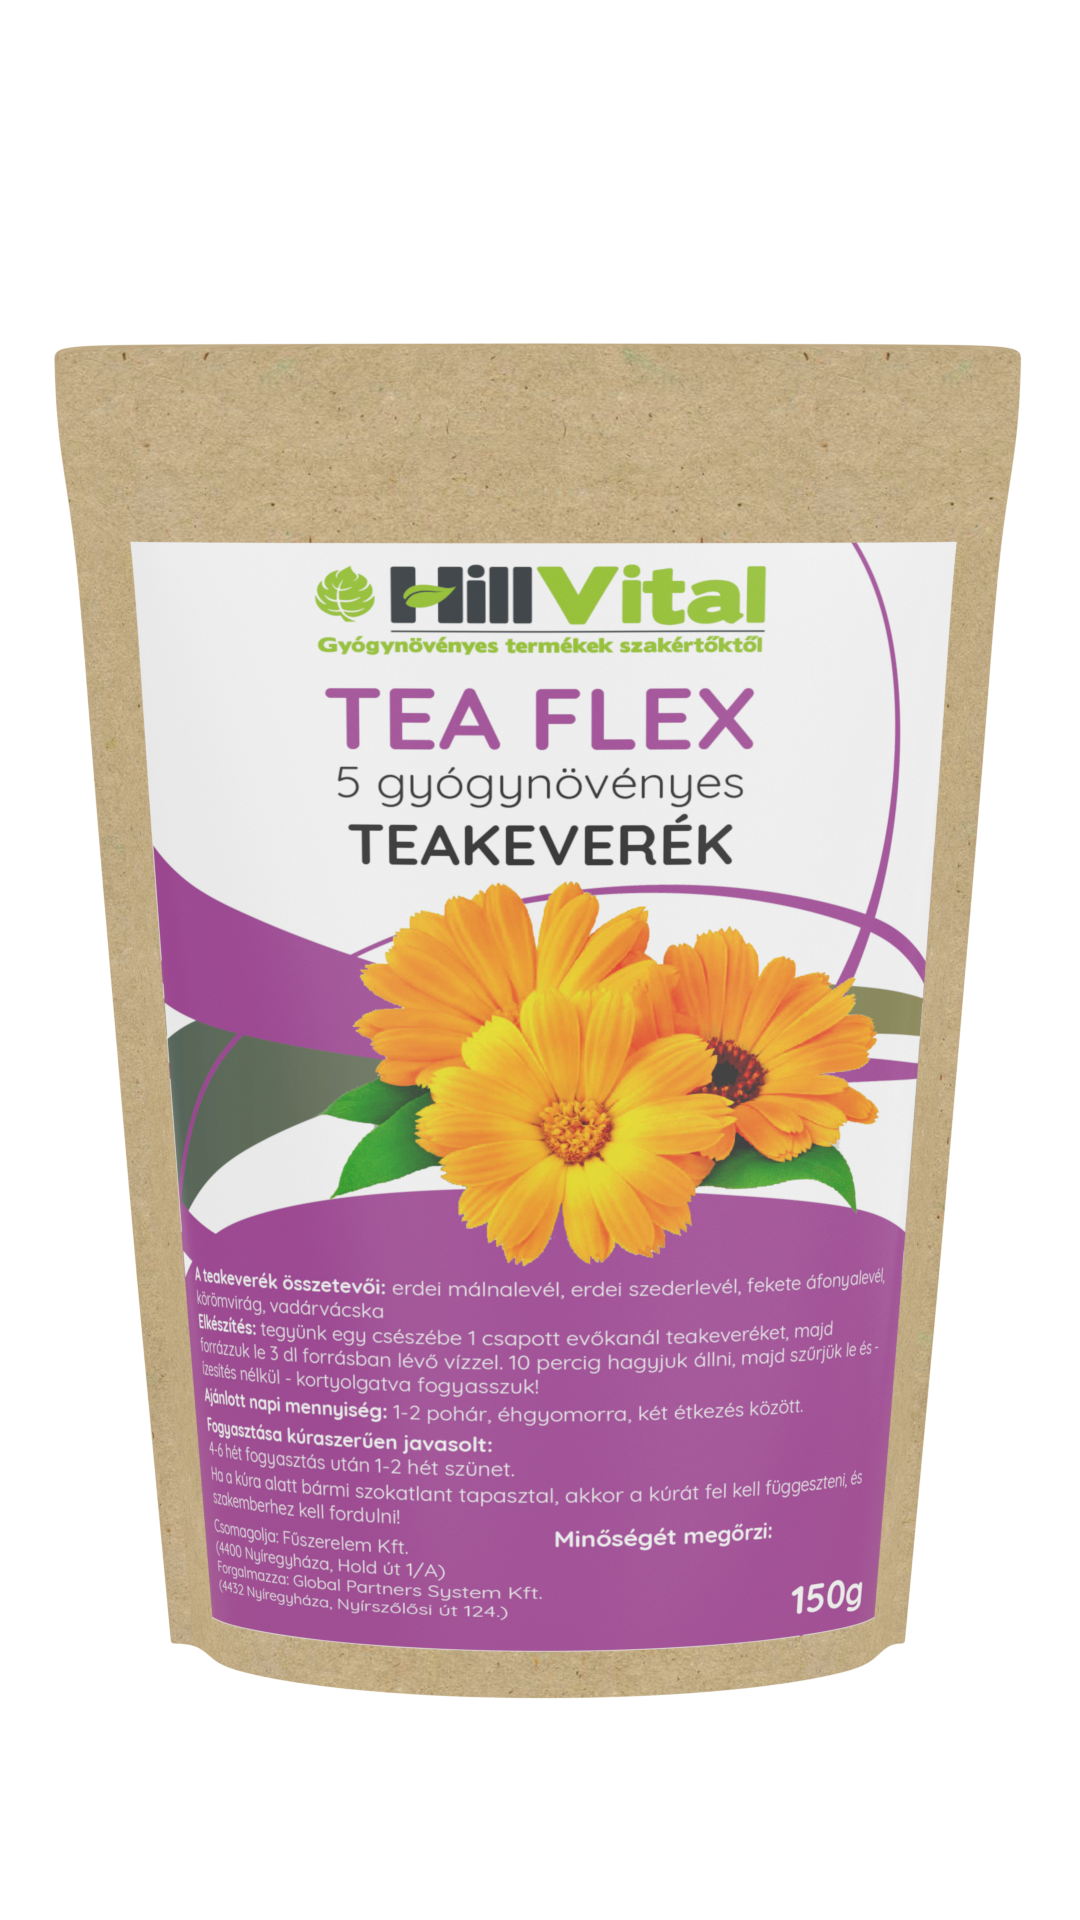 HillVital
Gyógynövényes termékek szakértőktől
TEA FLEX
5 gyógynövényes
TEAKEVERÉK
A teakeverék összetevői: erdei málnalevél, erdei szederlevél, fekete áfonyalevél,
körömvirág, vadárvácska
Elkészítés: tegyünk egy csészébe 1 csapott evőkanál teakeveréket, majd
forrázzuk le 3 dl forrásban lévő vízzel. 10 percig hagyjuk állni, majd szűrjük le és -
ízesítés nélkül - kortyolgatva fogyasszuk!
Ajánlott napi mennyiség: 1-2 pohár, éhgyomorra, két étkezés között.
Fogyasztása kúraszerűen javasolt:
4-6 hét fogyasztás után 1-2 hét szünet.
Ha a kúra alatt bármi szokatlant tapasztal, akkor a kúrát fel kell függeszteni, és
szakemberhez kell fordulni!
Csomagolja: Fűszerelem Kft.
(4400 Nyíregyháza, Hold út 1/A)
Forgalmazza: Global Partners System Kft.
(4432 Nyíregyháza, Nyírszőlősi út 124.)
Minőségét megőrzi:
150g